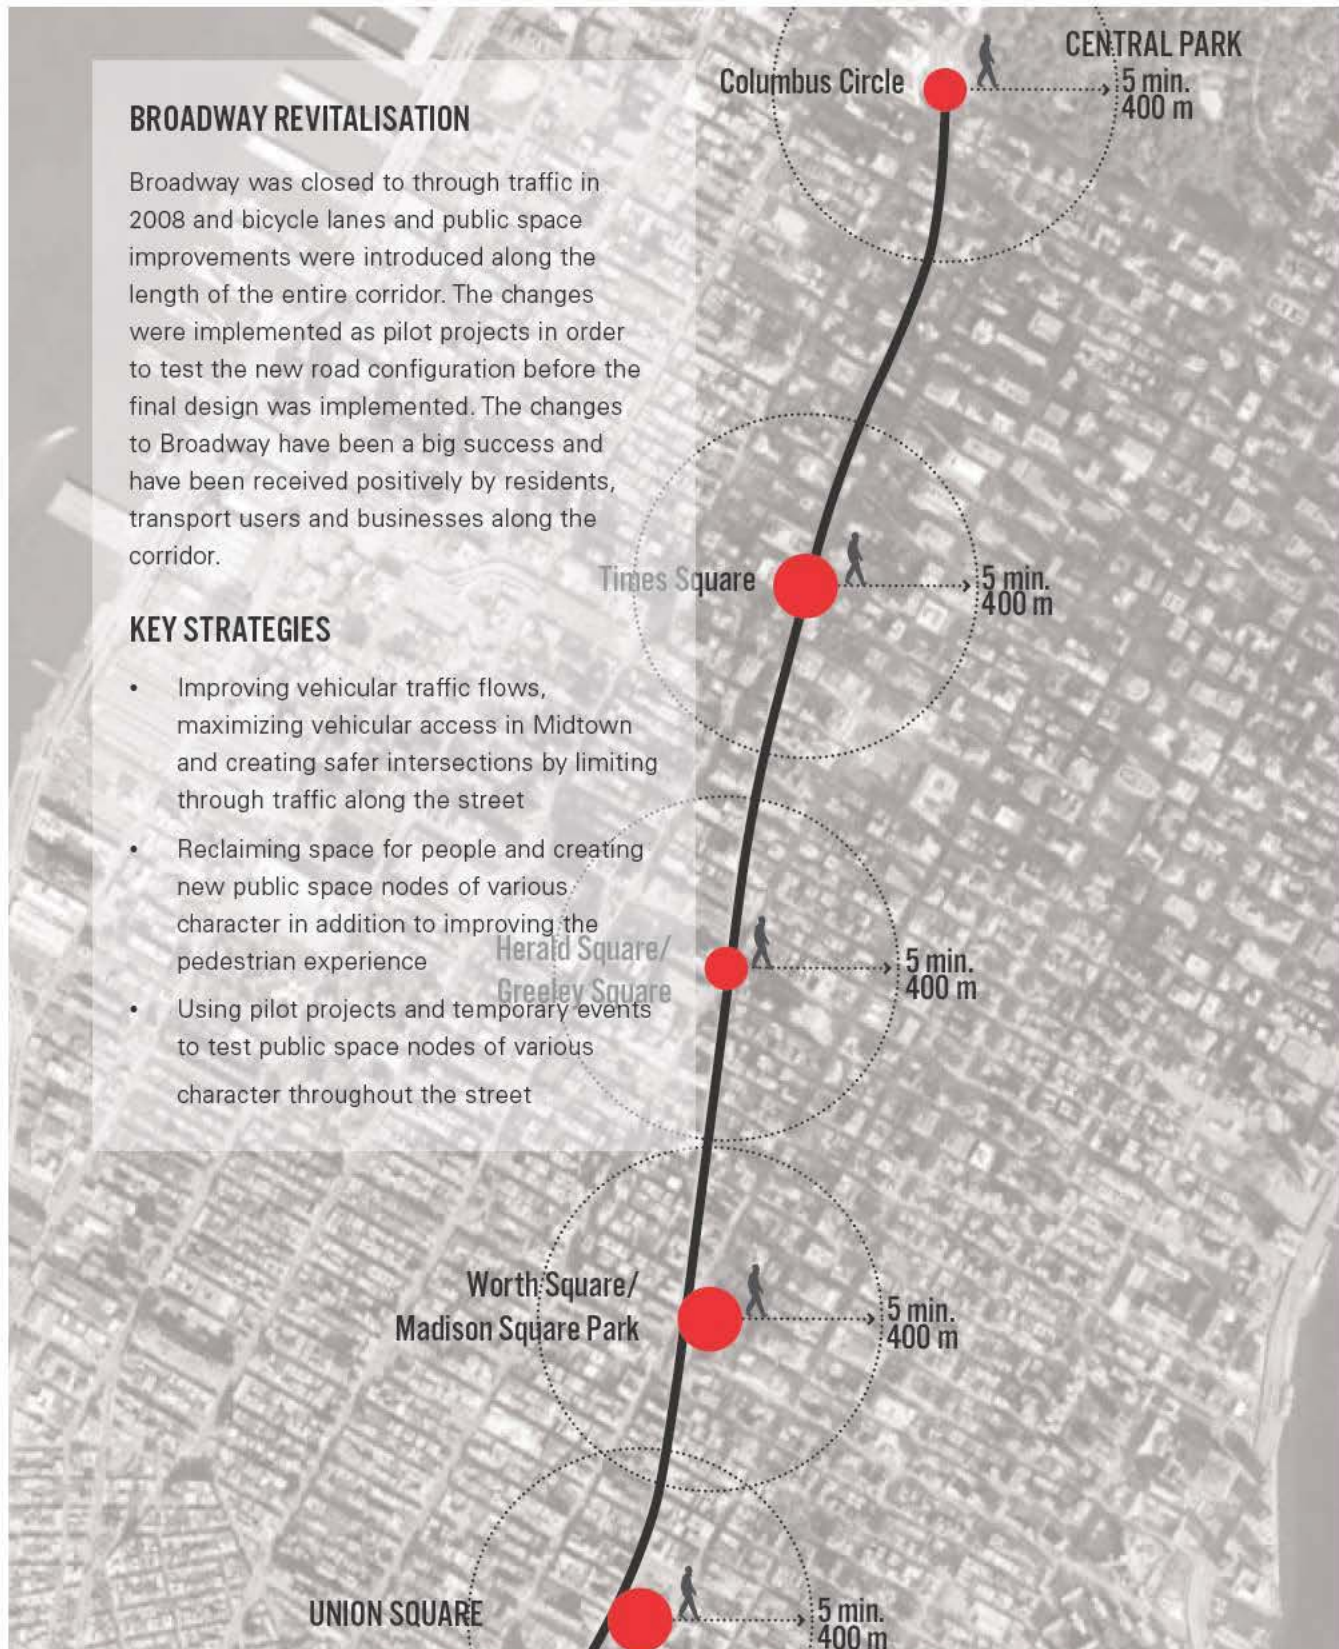 CENTRAL PARK
Columbus Circle
5 min.
400 m
BROADWAY REVITALISATION
Broadway was closed to through traffic in
2008 and bicycle lanes and public space
improvements were introduced along the
length of the entire corridor. The changes
were implemented as pilot projects in order
to test the new road configuration before the
final design was implemented. The changes
to Broadway have been a big success and
have been received positively by residents,
transport users and businesses along the
corridor.
KEY STRATEGIES
• Improving vehicular traffic flows,
maximizing vehicular access in Midtown
and creating safer intersections by limiting
through traffic along the street
• Reclaiming space for people and creating
new public space nodes of various
character in addition to improving the
pedestrian experience
• Using pilot projects and temporary events
to test public space nodes of various
character throughout the street
Times Square
5 min.
400 m
Herald Square/
Greeley Square
5 min.
400 m
Worth Square/
Madison Square Park
5 min.
400 m
UNION SQUARE
5 min.
400 m